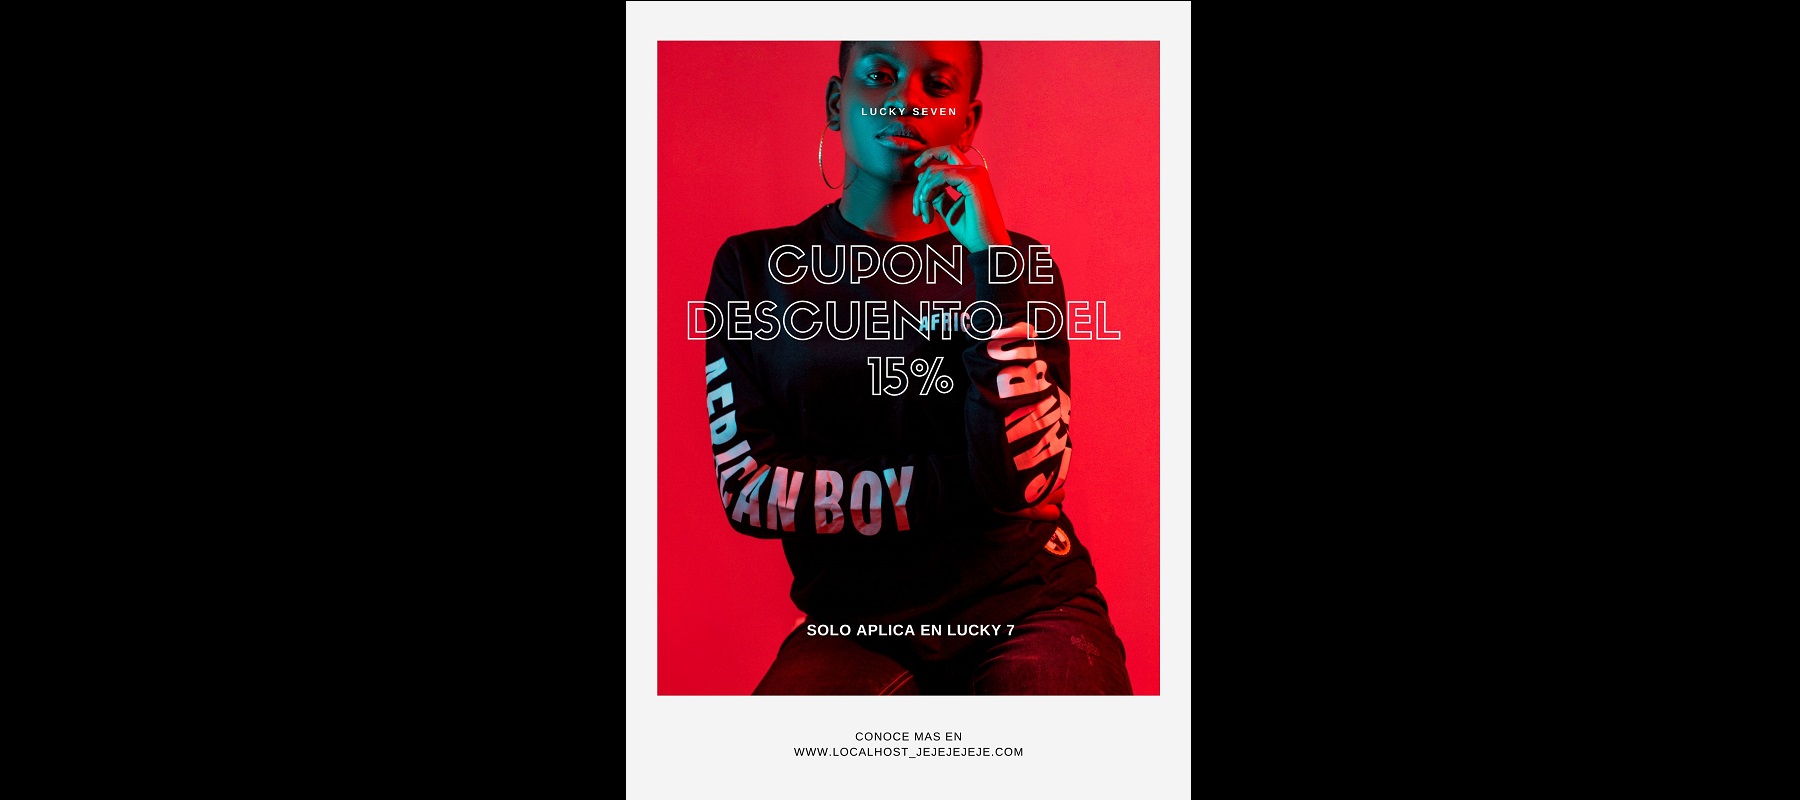 LUCKY SEVEN
CUPON DE
DESCUENTO DEL
15%
AFRIC
AFRICAN BOY
SOLO APLICA EN LUCKY 7
CONOCE MAS EN
WWW.LOCALHOST_JEJEJEJEJE.COM